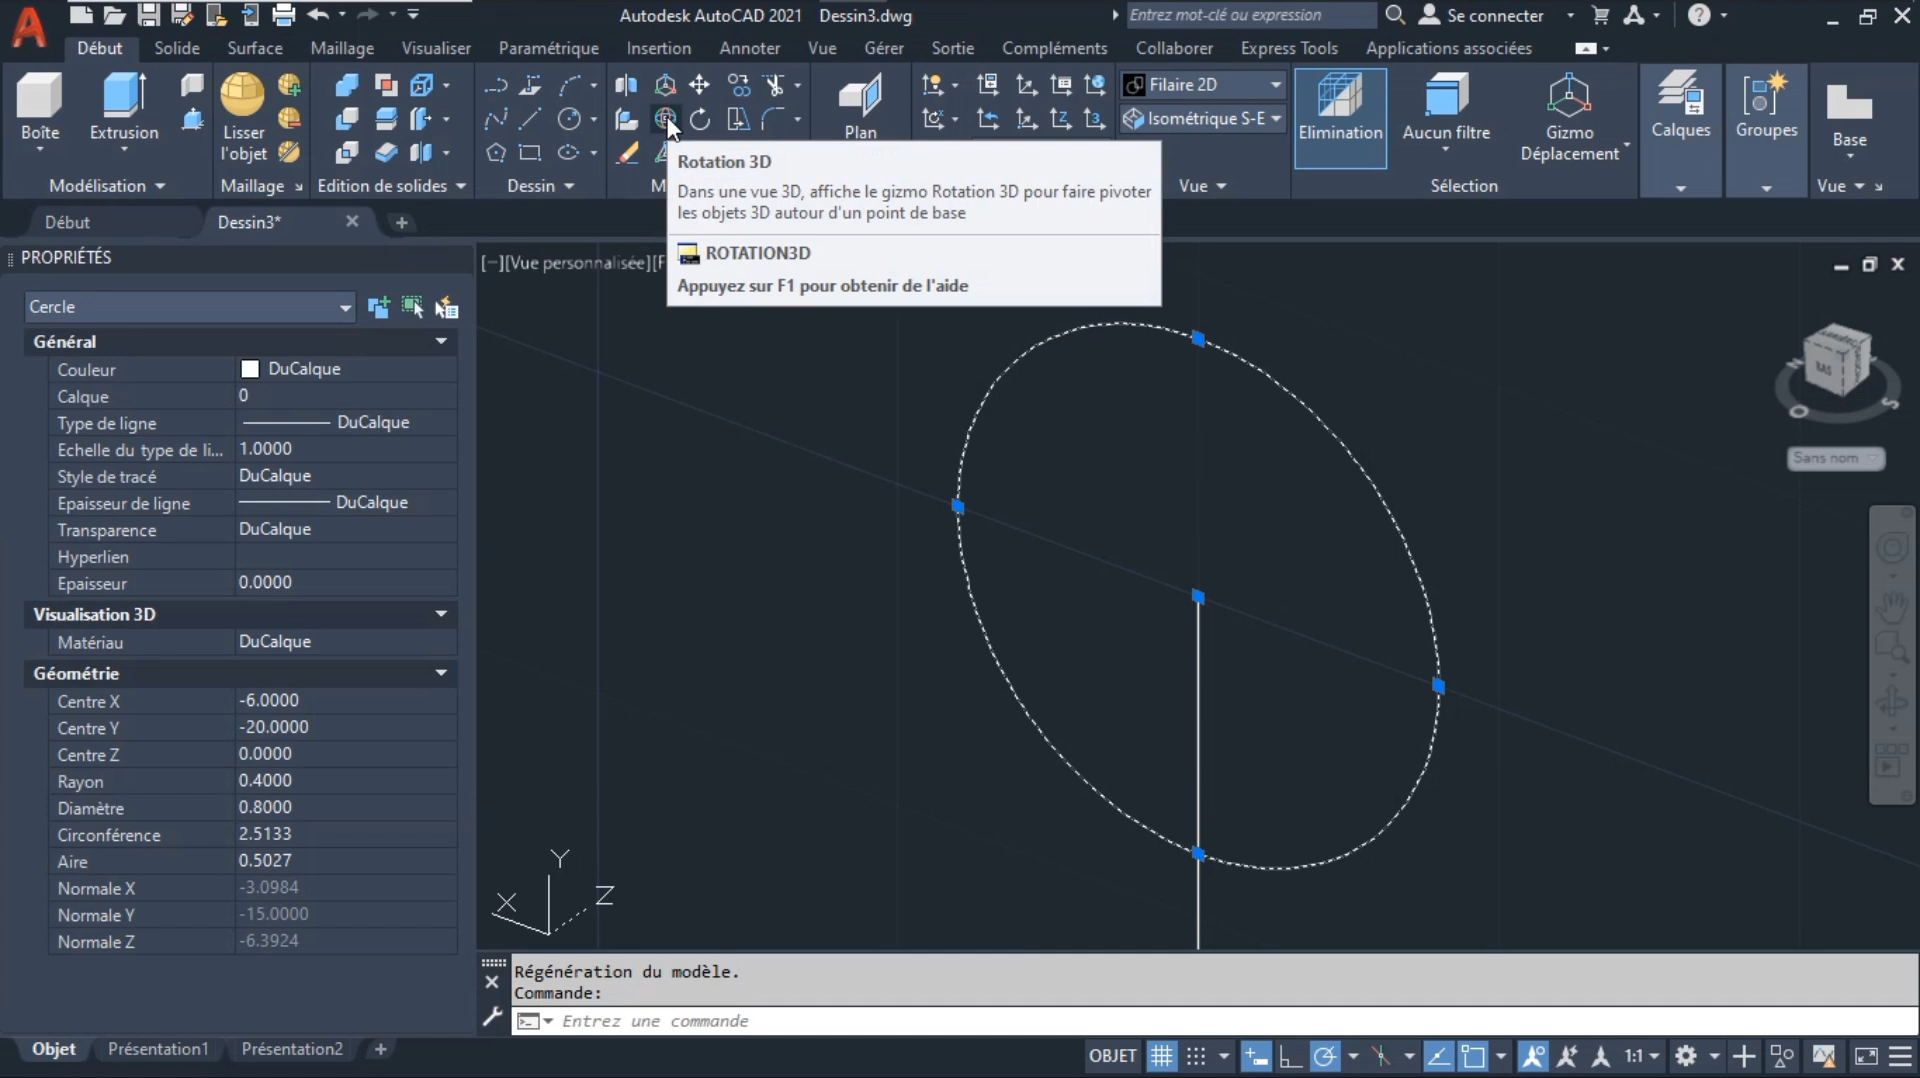 Autodesk AutoCAD 2021 Dessin3.dwg
Entrez mot-clé ou expression
Se connecter
Début Solide Surface Maillage Visualiser Paramétrique Insertion Annoter Vue Gérer Sortie Compléments Collaborer Express Tools Applications associées
Boîte
Extrusion
Lisser
l'objet
Plan
Filaire 2D
Isométrique S-E
Elimination
Aucun filtre
Gizmo
Déplacement
Calques
Groupes
Base
Modélisation
Maillage
Edition de solides
Dessin
Vue
Sélection
Vue
Rotation 3D
Dans une vue 3D, affiche le gizmo Rotation 3D pour faire pivoter
les objets 3D autour d'un point de base
ROTATION3D
Appuyez sur F1 pour obtenir de l'aide
Début Dessin3*
PROPRIÉTÉS
[−][Vue personnalisée][F
Cercle
Général
Couleur DuCalque
Calque 0
Type de ligne DuCalque
Echelle du type de li... 1.0000
Style de tracé DuCalque
Epaisseur de ligne DuCalque
Transparence DuCalque
Hyperlien
Epaisseur 0.0000
Visualisation 3D
Matériau DuCalque
Géométrie
Centre X -6.0000
Centre Y -20.0000
Centre Z 0.0000
Rayon 0.4000
Diamètre 0.8000
Circonférence 2.5133
Aire 0.5027
Normale X -3.0984
Normale Y -15.0000
Normale Z -6.3924
BAS
N
O
S
Sans nom
Y
X
Z
Régénération du modèle.
Commande:
Entrez une commande
Objet Présentation1 Présentation2
OBJET
1:1